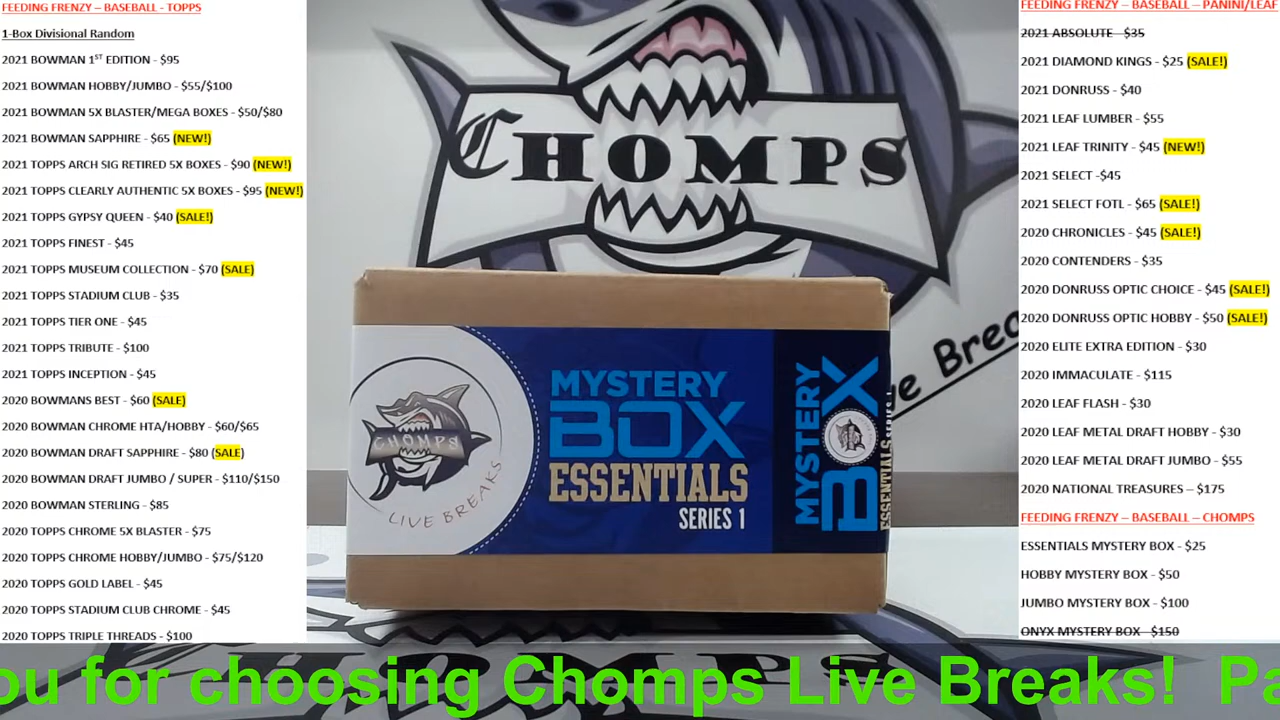 FEEDING FRENZY – BASEBALL - TOPPS
1-Box Divisional Random
2021 BOWMAN 1ST EDITION - $95
2021 BOWMAN HOBBY/JUMBO - $55/$100
2021 BOWMAN 5X BLASTER/MEGA BOXES - $50/$80
2021 BOWMAN SAPPHIRE - $65 (NEW!)
2021 TOPPS ARCH SIG RETIRED 5X BOXES - $90 (NEW!)
2021 TOPPS CLEARLY AUTHENTIC 5X BOXES - $95 (NEW!)
2021 TOPPS GYPSY QUEEN - $40 (SALE!)
2021 TOPPS FINEST - $45
2021 TOPPS MUSEUM COLLECTION - $70 (SALE)
2021 TOPPS STADIUM CLUB - $35
2021 TOPPS TIER ONE - $45
2021 TOPPS TRIBUTE - $100
2021 TOPPS INCEPTION - $45
2020 BOWMANS BEST - $60 (SALE)
2020 BOWMAN CHROME HTA/HOBBY - $60/$65
2020 BOWMAN DRAFT SAPPHIRE - $80 (SALE)
2020 BOWMAN DRAFT JUMBO / SUPER - $110/$150
2020 BOWMAN STERLING - $85
2020 TOPPS CHROME 5X BLASTER - $75
2020 TOPPS CHROME HOBBY/JUMBO - $75/$120
2020 TOPPS GOLD LABEL - $45
2020 TOPPS STADIUM CLUB CHROME - $45
2020 TOPPS TRIPLE THREADS - $100
CHOMPS
ve Brea
CHOMPS
LIVE BREAKS
MYSTERY
BOX
ESSENTIALS
SERIES 1
MYSTERY
BOX
ESSENTIALS SERIES 1
FEEDING FRENZY – BASEBALL – PANINI/LEAF
2021 ABSOLUTE - $35
2021 DIAMOND KINGS - $25 (SALE!)
2021 DONRUSS - $40
2021 LEAF LUMBER - $55
2021 LEAF TRINITY - $45 (NEW!)
2021 SELECT -$45
2021 SELECT FOTL - $65 (SALE!)
2020 CHRONICLES - $45 (SALE!)
2020 CONTENDERS - $35
2020 DONRUSS OPTIC CHOICE - $45 (SALE!)
2020 DONRUSS OPTIC HOBBY - $50 (SALE!)
2020 ELITE EXTRA EDITION - $30
2020 IMMACULATE - $115
2020 LEAF FLASH - $30
2020 LEAF METAL DRAFT HOBBY - $30
2020 LEAF METAL DRAFT JUMBO - $55
2020 NATIONAL TREASURES – $175
FEEDING FRENZY – BASEBALL – CHOMPS
ESSENTIALS MYSTERY BOX - $25
HOBBY MYSTERY BOX - $50
JUMBO MYSTERY BOX - $100
ONYX MYSTERY BOX - $150
CHOMPS
ou for choosing Chomps Live Breaks! Pa